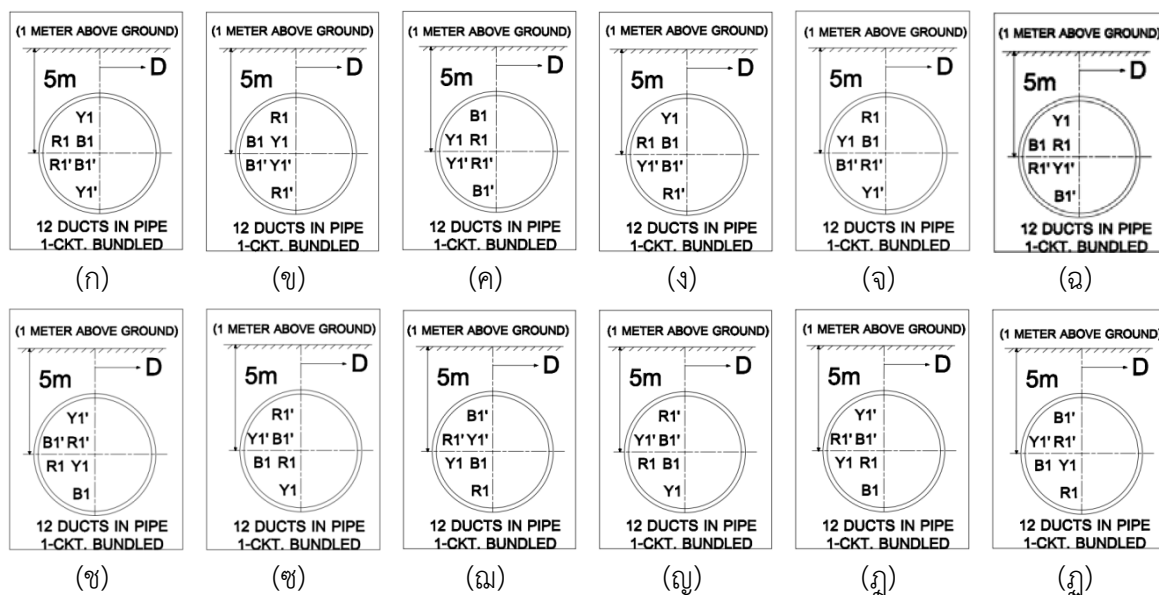 (1 METER ABOVE GROUND)
5m
D
Y1
R1 B1
R1' B1'
Y1'
12 DUCTS IN PIPE
1-CKT. BUNDLED
(ก)
(1 METER ABOVE GROUND)
5m
D
R1
B1 Y1
B1' Y1'
R1'
12 DUCTS IN PIPE
1-CKT. BUNDLED
(ข)
(1 METER ABOVE GROUND)
5m
D
B1
Y1 R1
Y1' R1'
B1'
12 DUCTS IN PIPE
1-CKT. BUNDLED
(ค)
(1 METER ABOVE GROUND)
5m
D
Y1
R1 B1
Y1' B1'
R1'
12 DUCTS IN PIPE
1-CKT. BUNDLED
(ง)
(1 METER ABOVE GROUND)
5m
D
R1
Y1 B1
B1' R1'
Y1'
12 DUCTS IN PIPE
1-CKT. BUNDLED
(จ)
(1 METER ABOVE GROUND)
5m
D
Y1
B1 R1
R1' Y1'
B1'
12 DUCTS IN PIPE
1-CKT. BUNDLED
(ฉ)
(1 METER ABOVE GROUND)
5m
D
Y1'
B1' R1'
R1 Y1
B1
12 DUCTS IN PIPE
1-CKT. BUNDLED
(ช)
(1 METER ABOVE GROUND)
5m
D
R1'
Y1' B1'
B1 R1
Y1
12 DUCTS IN PIPE
1-CKT. BUNDLED
(ซ)
(1 METER ABOVE GROUND)
5m
D
B1'
R1' Y1'
Y1 B1
R1
12 DUCTS IN PIPE
1-CKT. BUNDLED
(ฌ)
(1 METER ABOVE GROUND)
5m
D
R1'
Y1' B1'
R1 B1
Y1
12 DUCTS IN PIPE
1-CKT. BUNDLED
(ญ)
(1 METER ABOVE GROUND)
5m
D
Y1'
R1' B1'
Y1 R1
B1
12 DUCTS IN PIPE
1-CKT. BUNDLED
(ฎ)
(1 METER ABOVE GROUND)
5m
D
B1'
Y1' R1'
B1 Y1
R1
12 DUCTS IN PIPE
1-CKT. BUNDLED
(ฏ)